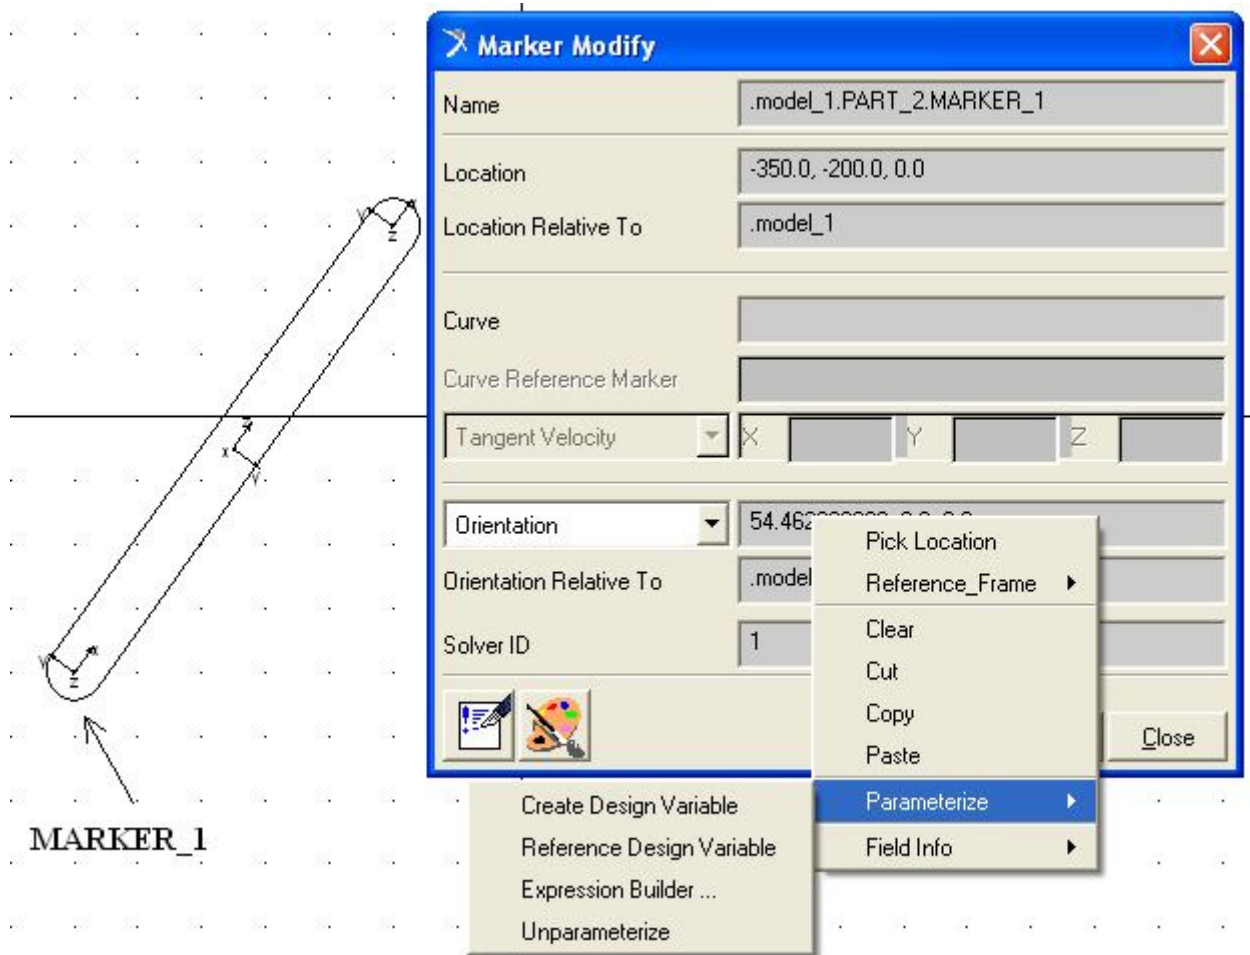 Marker Modify
Name .model_1.PART_2.MARKER_1
Location -350.0, -200.0, 0.0
Location Relative To .model_1
Curve
Curve Reference Marker
Tangent Velocity X Y Z
Orientation 54.462
Orientation Relative To .model
Solver ID 1
Close
Pick Location
Reference_Frame
Clear
Cut
Copy
Paste
Parameterize
Field Info
Create Design Variable
Reference Design Variable
Expression Builder ...
Unparameterize
Y x
z
z
x
Y
Y x
z
MARKER_1